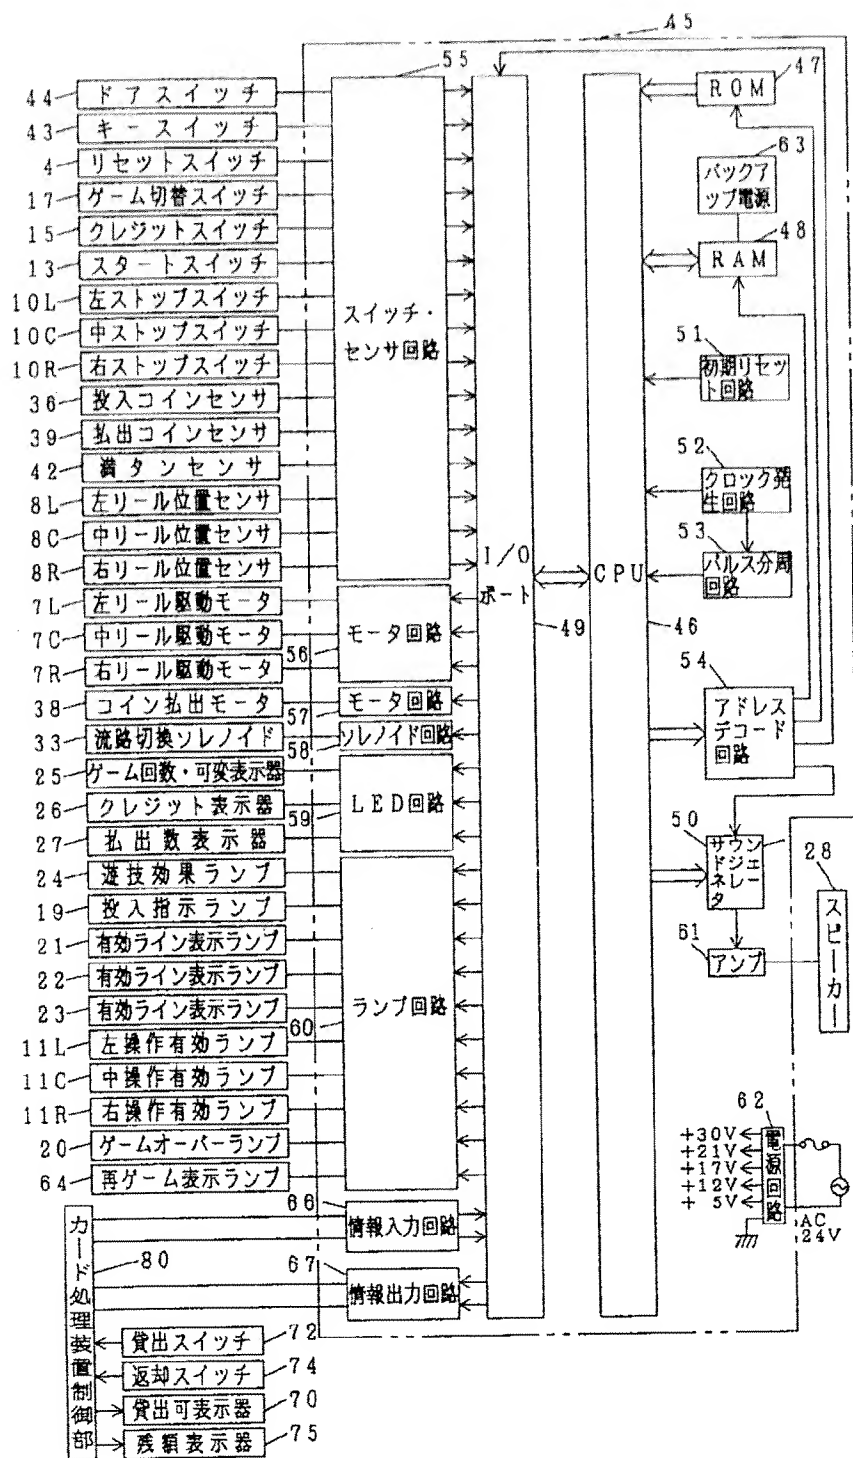 45
55
44 ドアスイッチ
43 キースイッチ
4 リセットスイッチ
17 ゲーム切替スイッチ
15 クレジットスイッチ
13 スタートスイッチ
10L 左ストップスイッチ
10C 中ストップスイッチ
10R 右ストップスイッチ
36 投入コインセンサ
39 払出コインセンサ
42 満タンセンサ
8L 左リール位置センサ
8C 中リール位置センサ
8R 右リール位置センサ
7L 左リール駆動モータ
7C 中リール駆動モータ
7R 右リール駆動モータ
38 コイン払出モータ
33 流路切換ソレノイド
25 ゲーム回数・可変表示器
26 クレジット表示器
27 払出数表示器
24 遊技効果ランプ
19 投入指示ランプ
21 有効ライン表示ランプ
22 有効ライン表示ランプ
23 有効ライン表示ランプ
11L 左操作有効ランプ
11C 中操作有効ランプ
11R 右操作有効ランプ
20 ゲームオーバーランプ
64 再ゲーム表示ランプ
スイッチ・
センサ回路
56
モータ回路
57
モータ回路
58
ソレノイド回路
59
LED回路
60
ランプ回路
66
情報入力回路
67
情報出力回路
I/O
ポート
49
CPU
46
ROM
47
63
バックア
ップ電源
RAM
48
51
初期リセッ
ト回路
52
クロック発
生回路
53
パルス分周
回路
54
アドレス
デコード
回路
50
サウン
ドジェ
ネレー
タ
61
アンプ
28
スピーカー
62
電源回路
+30V
+21V
+17V
+12V
+ 5V
AC
24V
カード処理装置制御部
80
貸出スイッチ 72
返却スイッチ 74
貸出可表示器 70
残額表示器 75